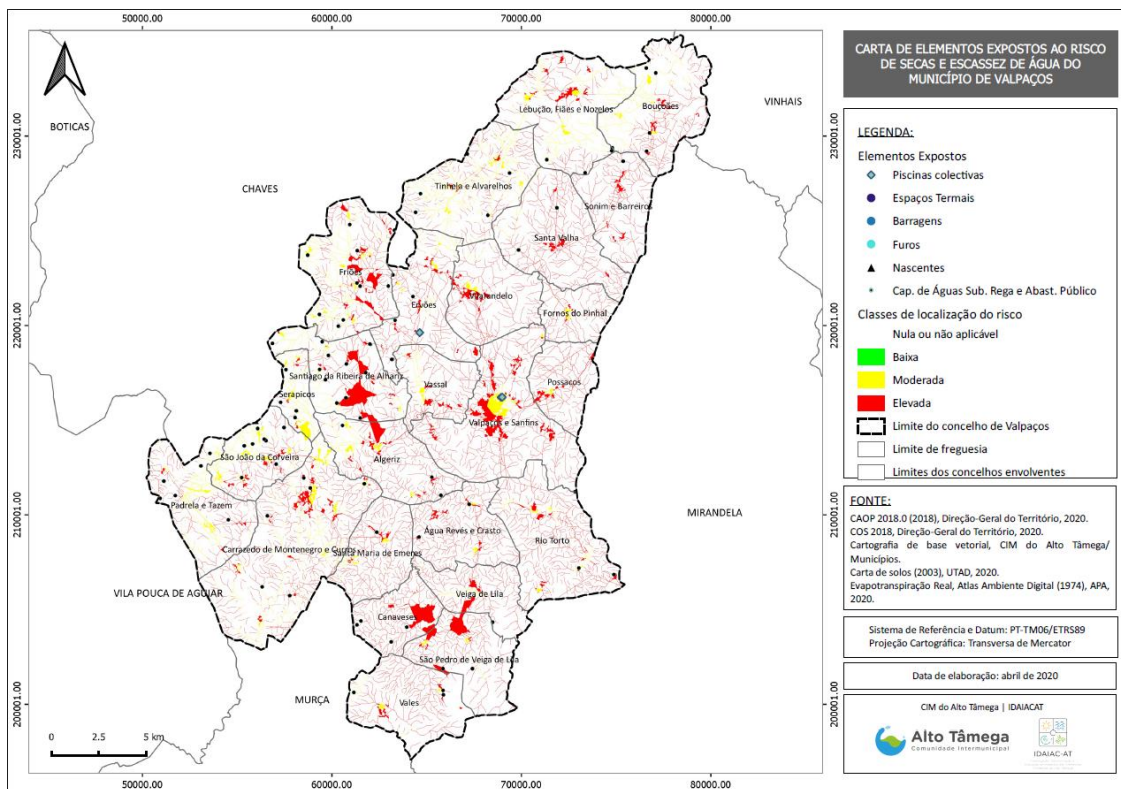 50000.00
60000.00
70000.00
80000.00
230001.00
220001.00
210001.00
200001.00
230001.00
220001.00
210001.00
200001.00
BOTICAS
CHAVES
VINHAIS
MIRANDELA
VILA POUCA DE AGUIAR
MURÇA
Lebução, Fiães e Nozelos
Bouçoães
Tinhela e Alvarelhos
Sonim e Barreiros
Santa Valha
Friões
Ervões
Vilarandelo
Fornos do Pinhal
Santiago da Ribeira de Alhariz
Serapicos
Vassal
Possacos
Valpaços e Sanfins
São João da Corveira
Algeriz
Padrela e Tazem
Água Revés e Crasto
Rio Torto
Carrazedo de Montenegro e Curros
Santa Maria de Emeres
Veiga de Lila
Canaveses
São Pedro de Veiga de Lila
Vales
0 2.5 5 km
50000.00
60000.00
70000.00
80000.00
CARTA DE ELEMENTOS EXPOSTOS AO RISCO
DE SECAS E ESCASSEZ DE ÁGUA DO
MUNICÍPIO DE VALPAÇOS
LEGENDA:
Elementos Expostos
Piscinas colectivas
Espaços Termais
Barragens
Furos
Nascentes
Cap. de Águas Sub. Rega e Abast. Público
Classes de localização do risco
Nula ou não aplicável
Baixa
Moderada
Elevada
Limite do concelho de Valpaços
Limite de freguesia
Limites dos concelhos envolventes
FONTE:
CAOP 2018.0 (2018), Direção-Geral do Território, 2020.
COS 2018, Direção-Geral do Território, 2020.
Cartografia de base vetorial, CIM do Alto Tâmega/
Municípios.
Carta de solos (2003), UTAD, 2020.
Evapotranspiração Real, Atlas Ambiente Digital (1974), APA,
2020.
Sistema de Referência e Datum: PT-TM06/ETRS89
Projeção Cartográfica: Transversa de Mercator
Data de elaboração: abril de 2020
CIM do Alto Tâmega | IDAIACAT
Alto Tâmega
Comunidade Intermunicipal
IDAIAC-AT